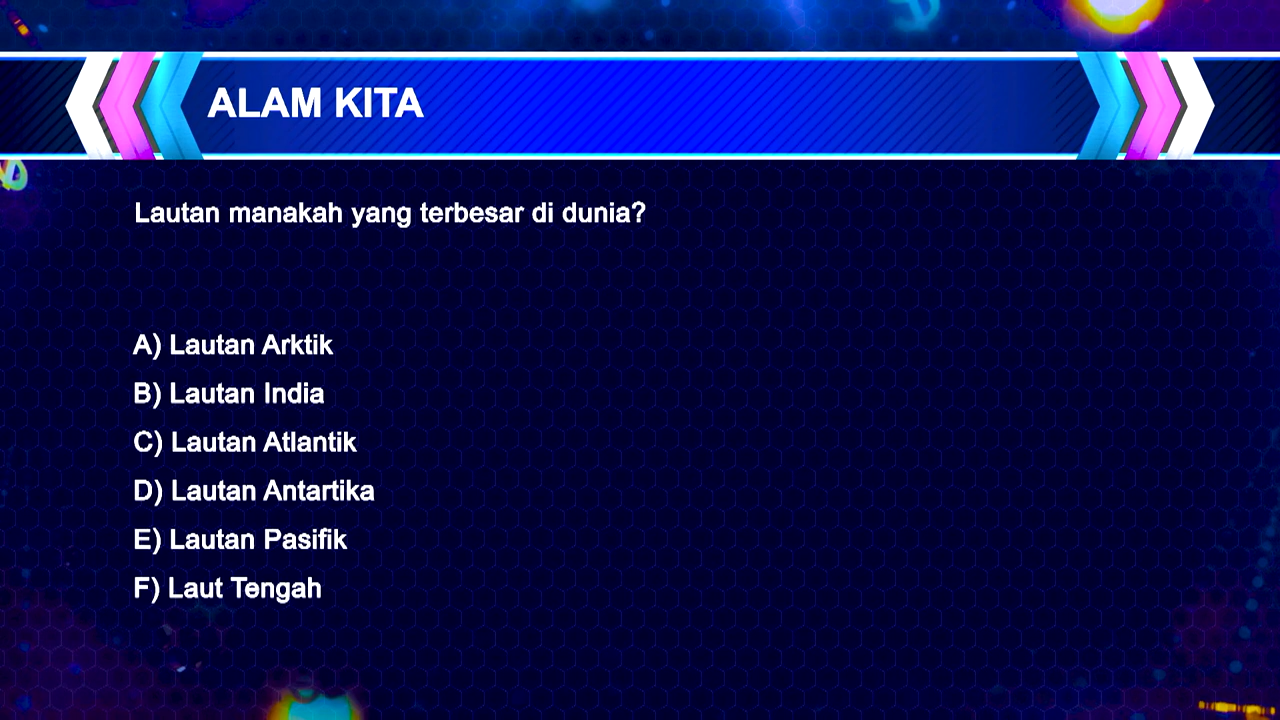 ALAM KITA
Lautan manakah yang terbesar di dunia?
A) Lautan Arktik
B) Lautan India
C) Lautan Atlantik
D) Lautan Antartika
E) Lautan Pasifik
F) Laut Tengah